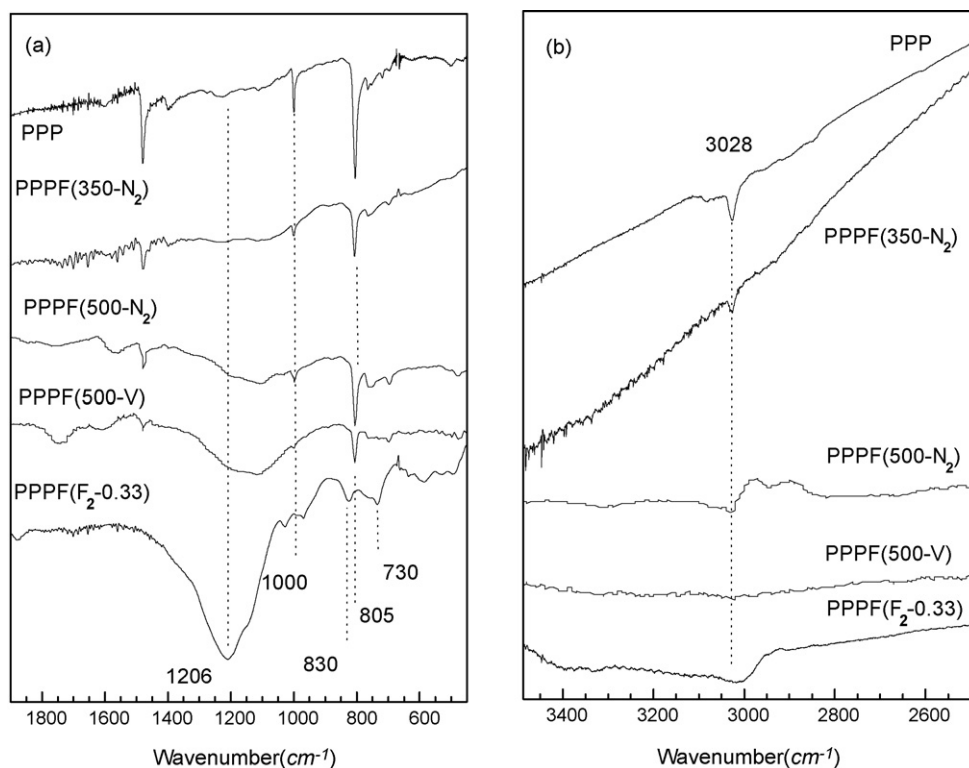 (a)
PPP
PPPF(350-N₂)
PPPF(500-N₂)
PPPF(500-V)
PPPF(F₂-0.33)
1206
1000
830
805
730
1800 1600 1400 1200 1000 800 600
Wavenumber(cm⁻¹)
(b)
PPP
3028
PPPF(350-N₂)
PPPF(500-N₂)
PPPF(500-V)
PPPF(F₂-0.33)
3400 3200 3000 2800 2600
Wavenumber(cm⁻¹)